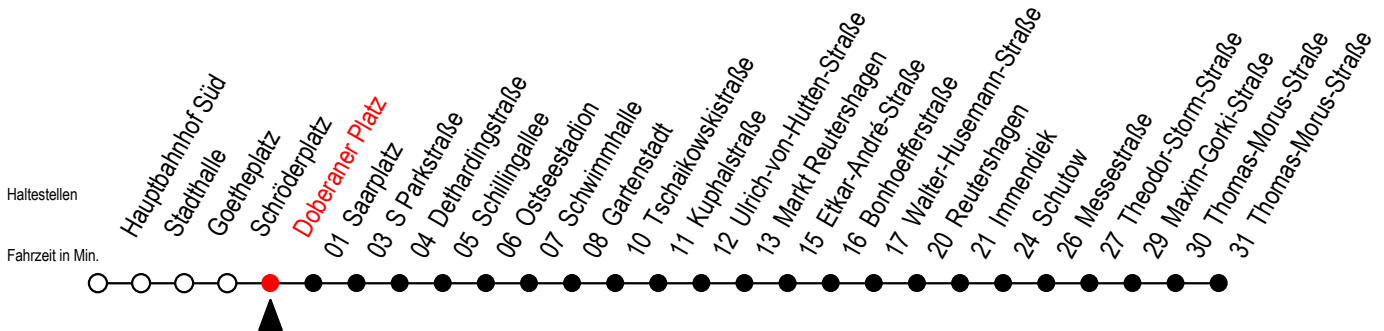 Haltestellen
Fahrzeit in Min.
Hauptbahnhof Süd
Stadthalle
Goetheplatz
Schröderplatz
Doberaner Platz
01 Saarplatz
03 S Parkstraße
04 Dethardingstraße
05 Schillingallee
06 Ostseestadion
07 Schwimmhalle
08 Gartenstadt
10 Tschaikowskistraße
11 Kuphalstraße
12 Ulrich-von-Hutten-Straße
13 Markt Reutershagen
15 Etkar-André-Straße
16 Bonhoefferstraße
17 Walter-Husemann-Straße
20 Reutershagen
21 Immendiek
24 Schutow
26 Messestraße
27 Theodor-Storm-Straße
29 Maxim-Gorki-Straße
30 Thomas-Morus-Straße
31 Thomas-Morus-Straße